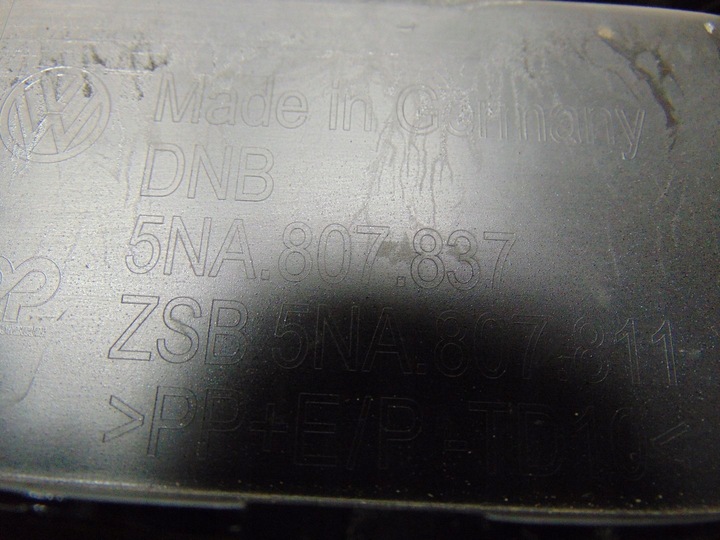 Made in Germany
DNB
5NA.807.837
ZSB.5NA.807.811
>PP+E/P-TD10<